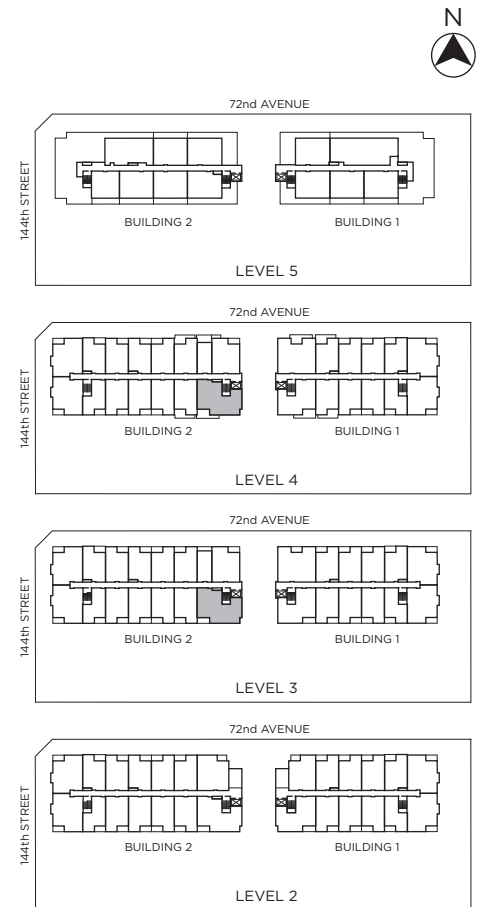 N
72nd AVENUE
144th STREET
BUILDING 2 BUILDING 1
LEVEL 5
72nd AVENUE
144th STREET
BUILDING 2 BUILDING 1
LEVEL 4
72nd AVENUE
144th STREET
BUILDING 2 BUILDING 1
LEVEL 3
72nd AVENUE
144th STREET
BUILDING 2 BUILDING 1
LEVEL 2